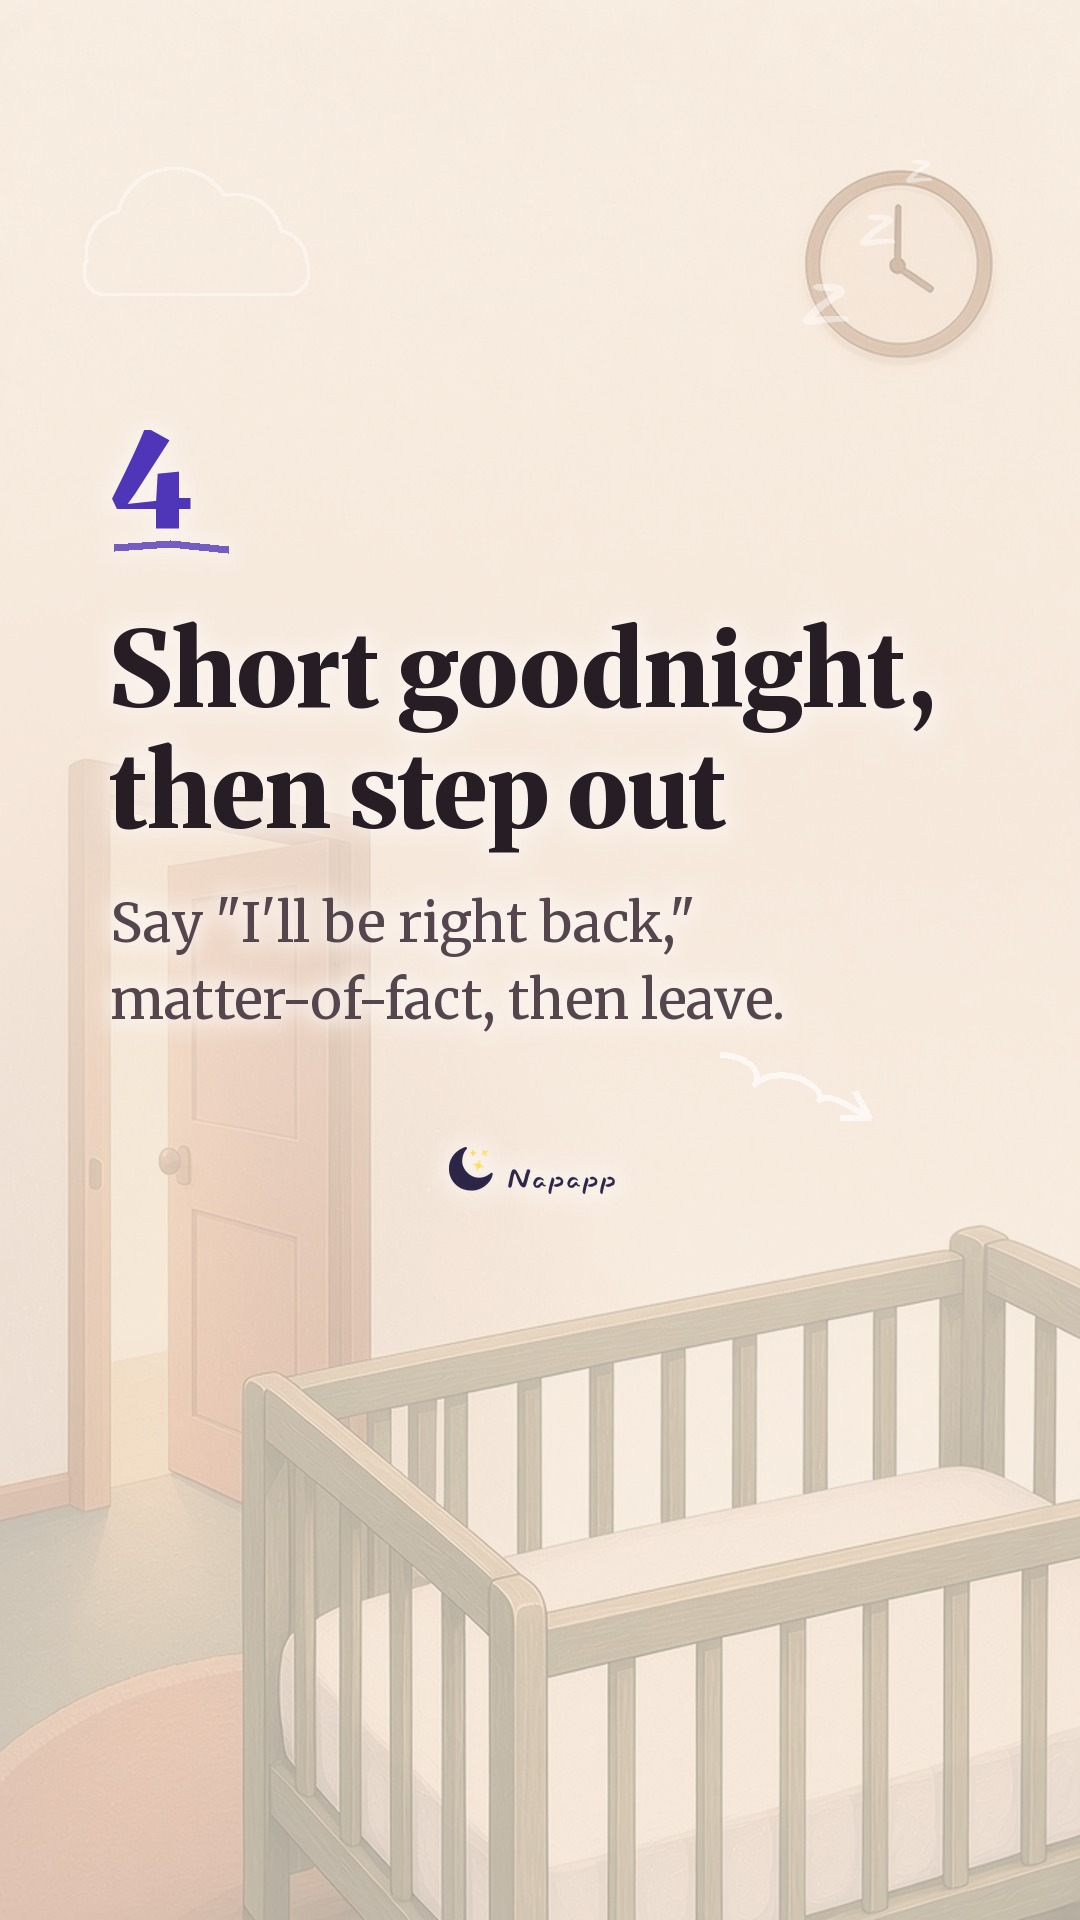 z
z
z
4
Short goodnight,
then step out
Say "I'll be right back,"
matter-of-fact, then leave.
Napapp